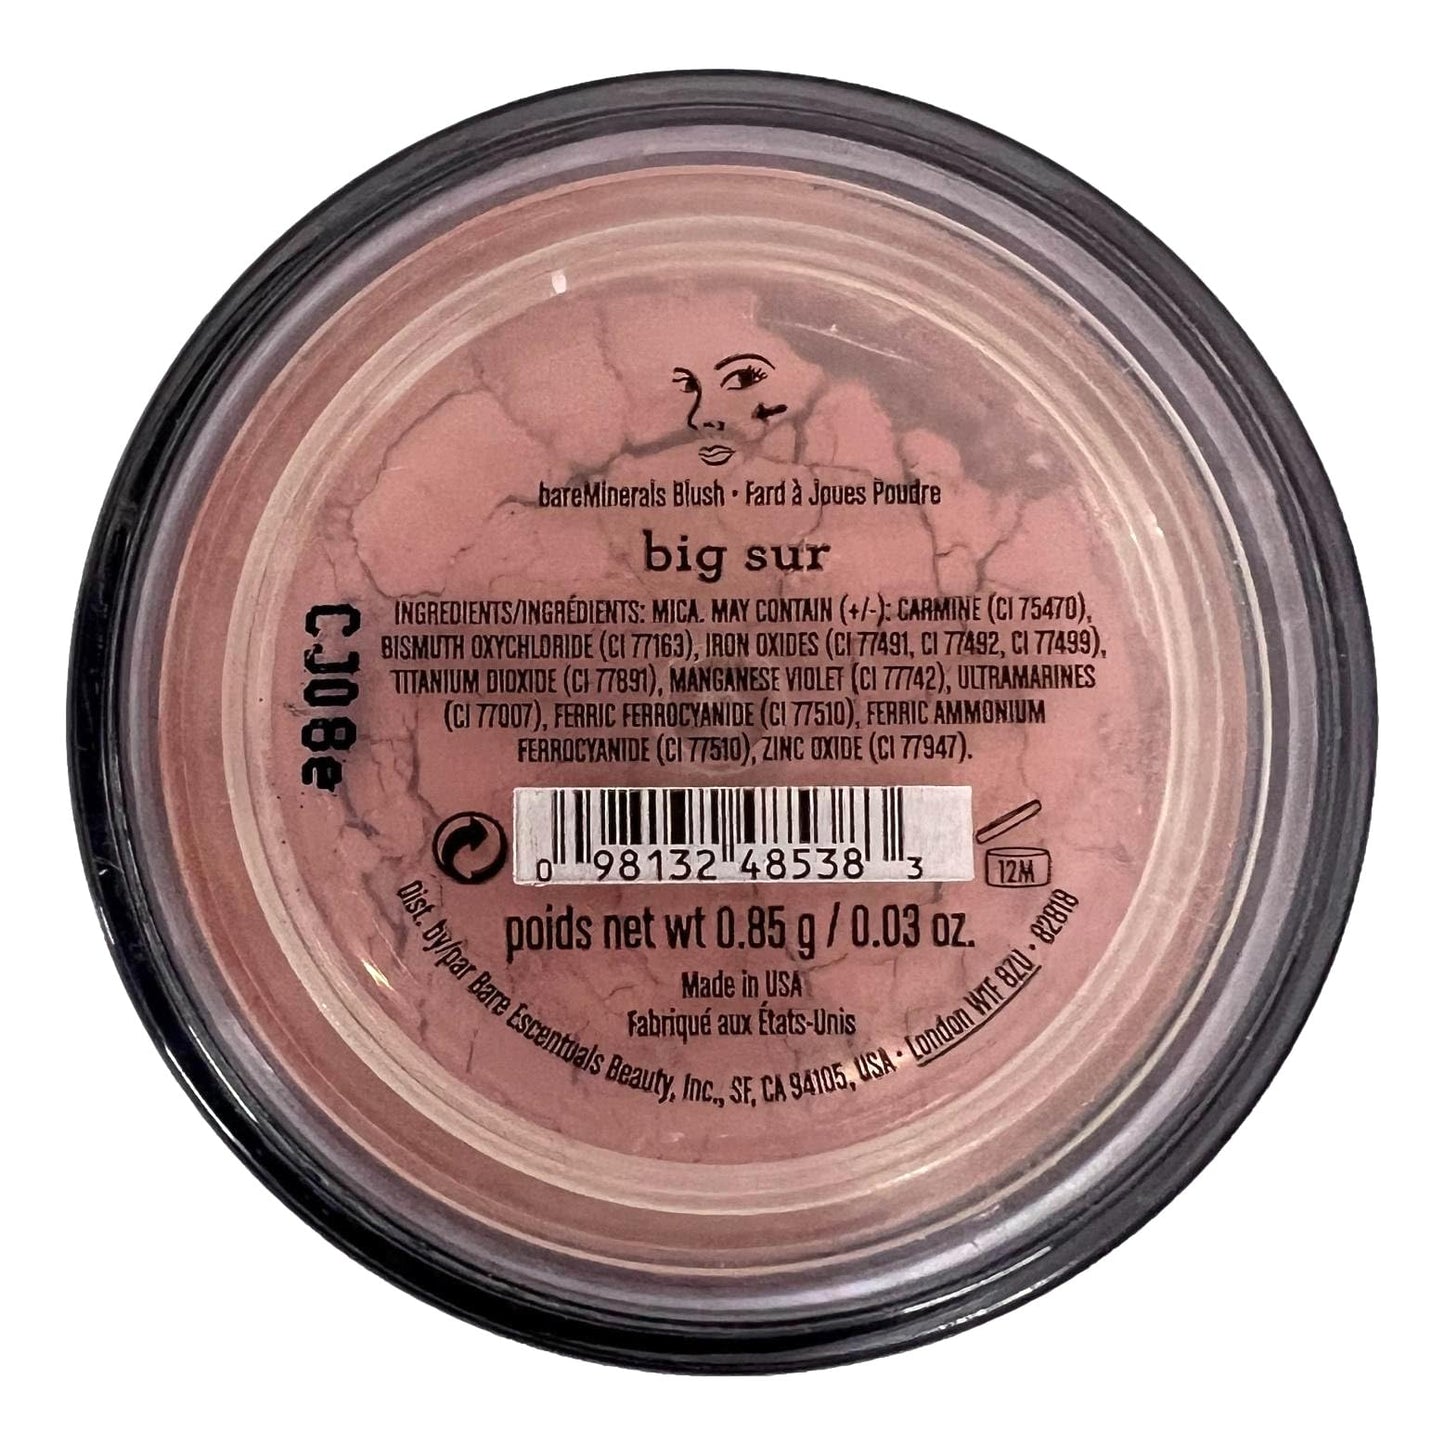 bareMinerals Blush · Fard à Joues Poudre
big sur
INGREDIENTS/INGRÉDIENTS: MICA. MAY CONTAIN (+/-): CARMINE (CI 75470),
BISMUTH OXYCHLORIDE (CI 77163), IRON OXIDES (CI 77491, CI 77492, CI 77499),
TITANIUM DIOXIDE (CI 77891), MANGANESE VIOLET (CI 77742), ULTRAMARINES
(CI 77007), FERRIC FERROCYANIDE (CI 77510), FERRIC AMMONIUM
FERROCYANIDE (CI 77510), ZINC OXIDE (CI 77947).
CJ08e
0 98132 48538 3
12M
poids net wt 0.85 g / 0.03 oz.
Made in USA
Fabriqué aux États-Unis
Dist. by/par Bare Escentuals Beauty, Inc., SF, CA 94105, USA · London W1F 8ZU · 82818